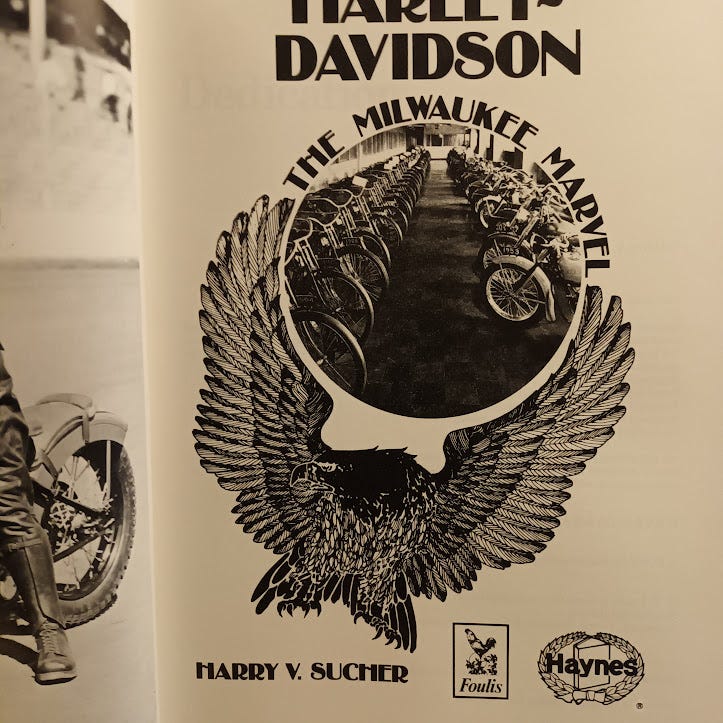 HARLEY-
DAVIDSON
THE MILWAUKEE MARVEL
HARRY V. SUCHER
Foulis
Haynes
®